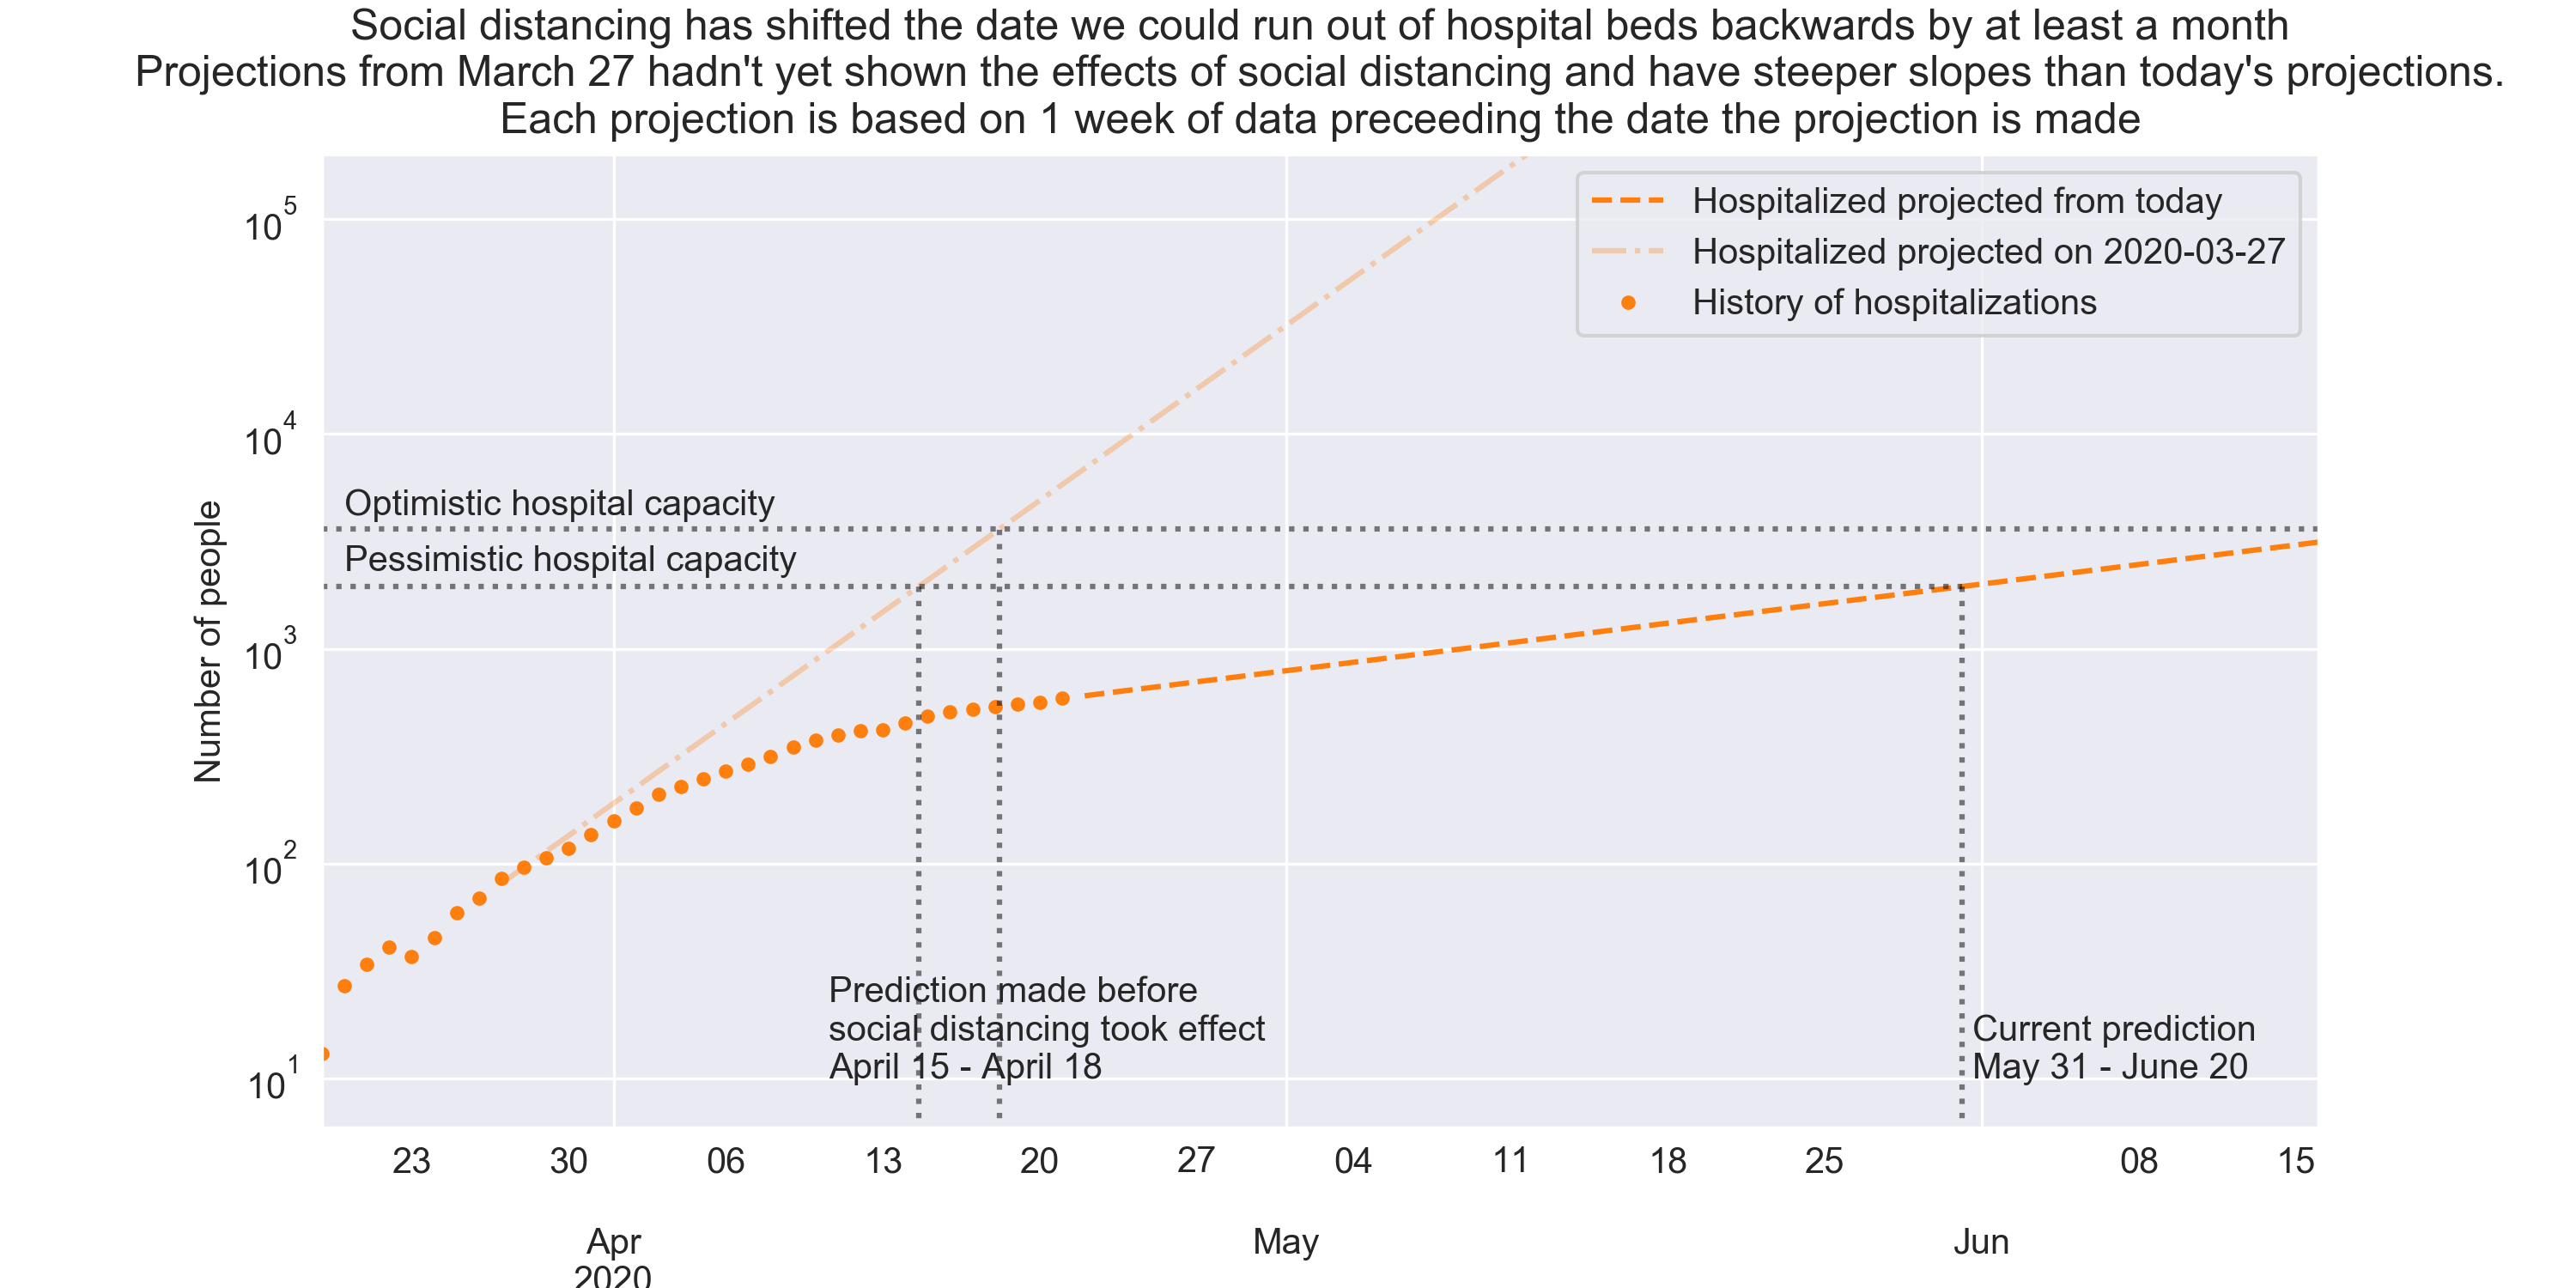 Social distancing has shifted the date we could run out of hospital beds backwards by at least a month
Projections from March 27 hadn't yet shown the effects of social distancing and have steeper slopes than today's projections.
Each projection is based on 1 week of data preceeding the date the projection is made
Hospitalized projected from today
Hospitalized projected on 2020-03-27
History of hospitalizations
Number of people
10^5
10^4
10^3
10^2
10^1
Optimistic hospital capacity
Pessimistic hospital capacity
Prediction made before
social distancing took effect
April 15 - April 18
Current prediction
May 31 - June 20
23 30 06 13 20 27 04 11 18 25 08 15
Apr May Jun
2020